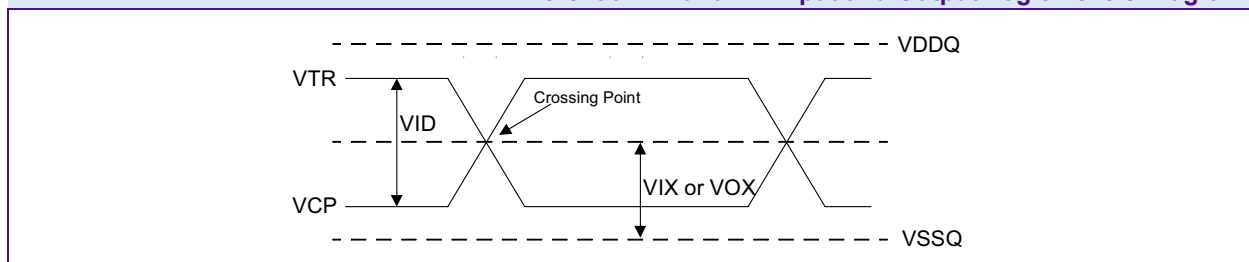 VDDQ
VTR
Crossing Point
VID
VIX or VOX
VCP
VSSQ